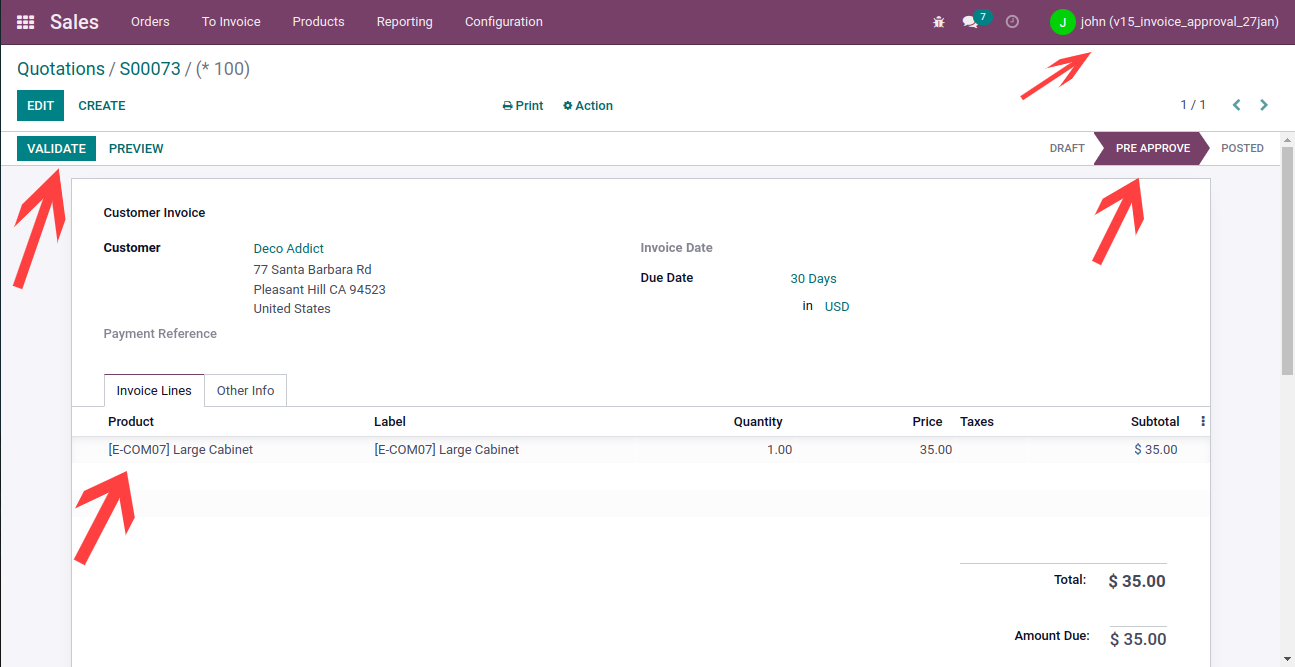 Sales Orders To Invoice Products Reporting Configuration 7 J john (v15_invoice_approval_27jan)
Quotations / S00073 / (* 100)
EDIT CREATE Print Action 1 / 1
VALIDATE PREVIEW DRAFT PRE APPROVE POSTED
Customer Invoice
Customer Deco Addict Invoice Date
77 Santa Barbara Rd
Due Date 30 Days
Pleasant Hill CA 94523
United States in USD
Payment Reference
Invoice Lines Other Info
Product Label Quantity Price Taxes Subtotal
[E-COM07] Large Cabinet [E-COM07] Large Cabinet 1.00 35.00 $ 35.00
Total: $ 35.00
Amount Due: $ 35.00